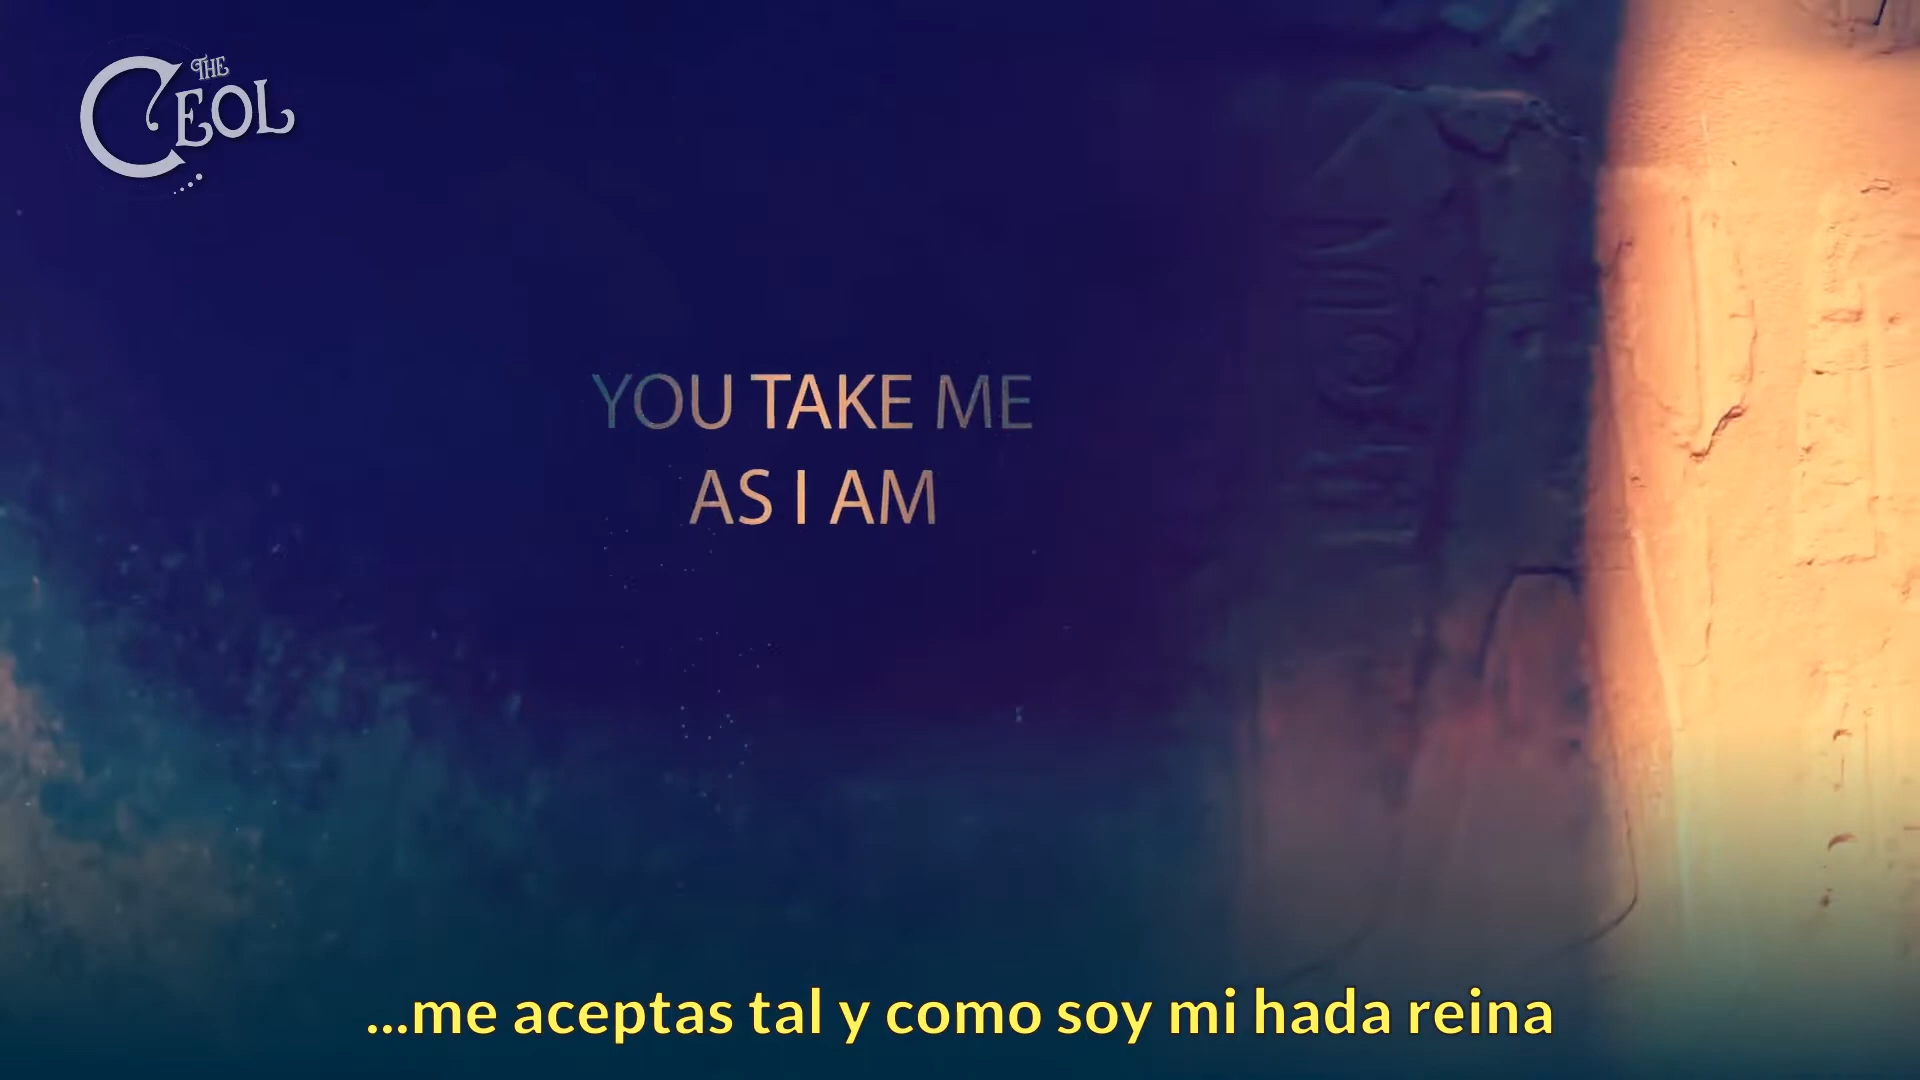 THE
CEOL
YOU TAKE ME
AS I AM
...me aceptas tal y como soy mi hada reina